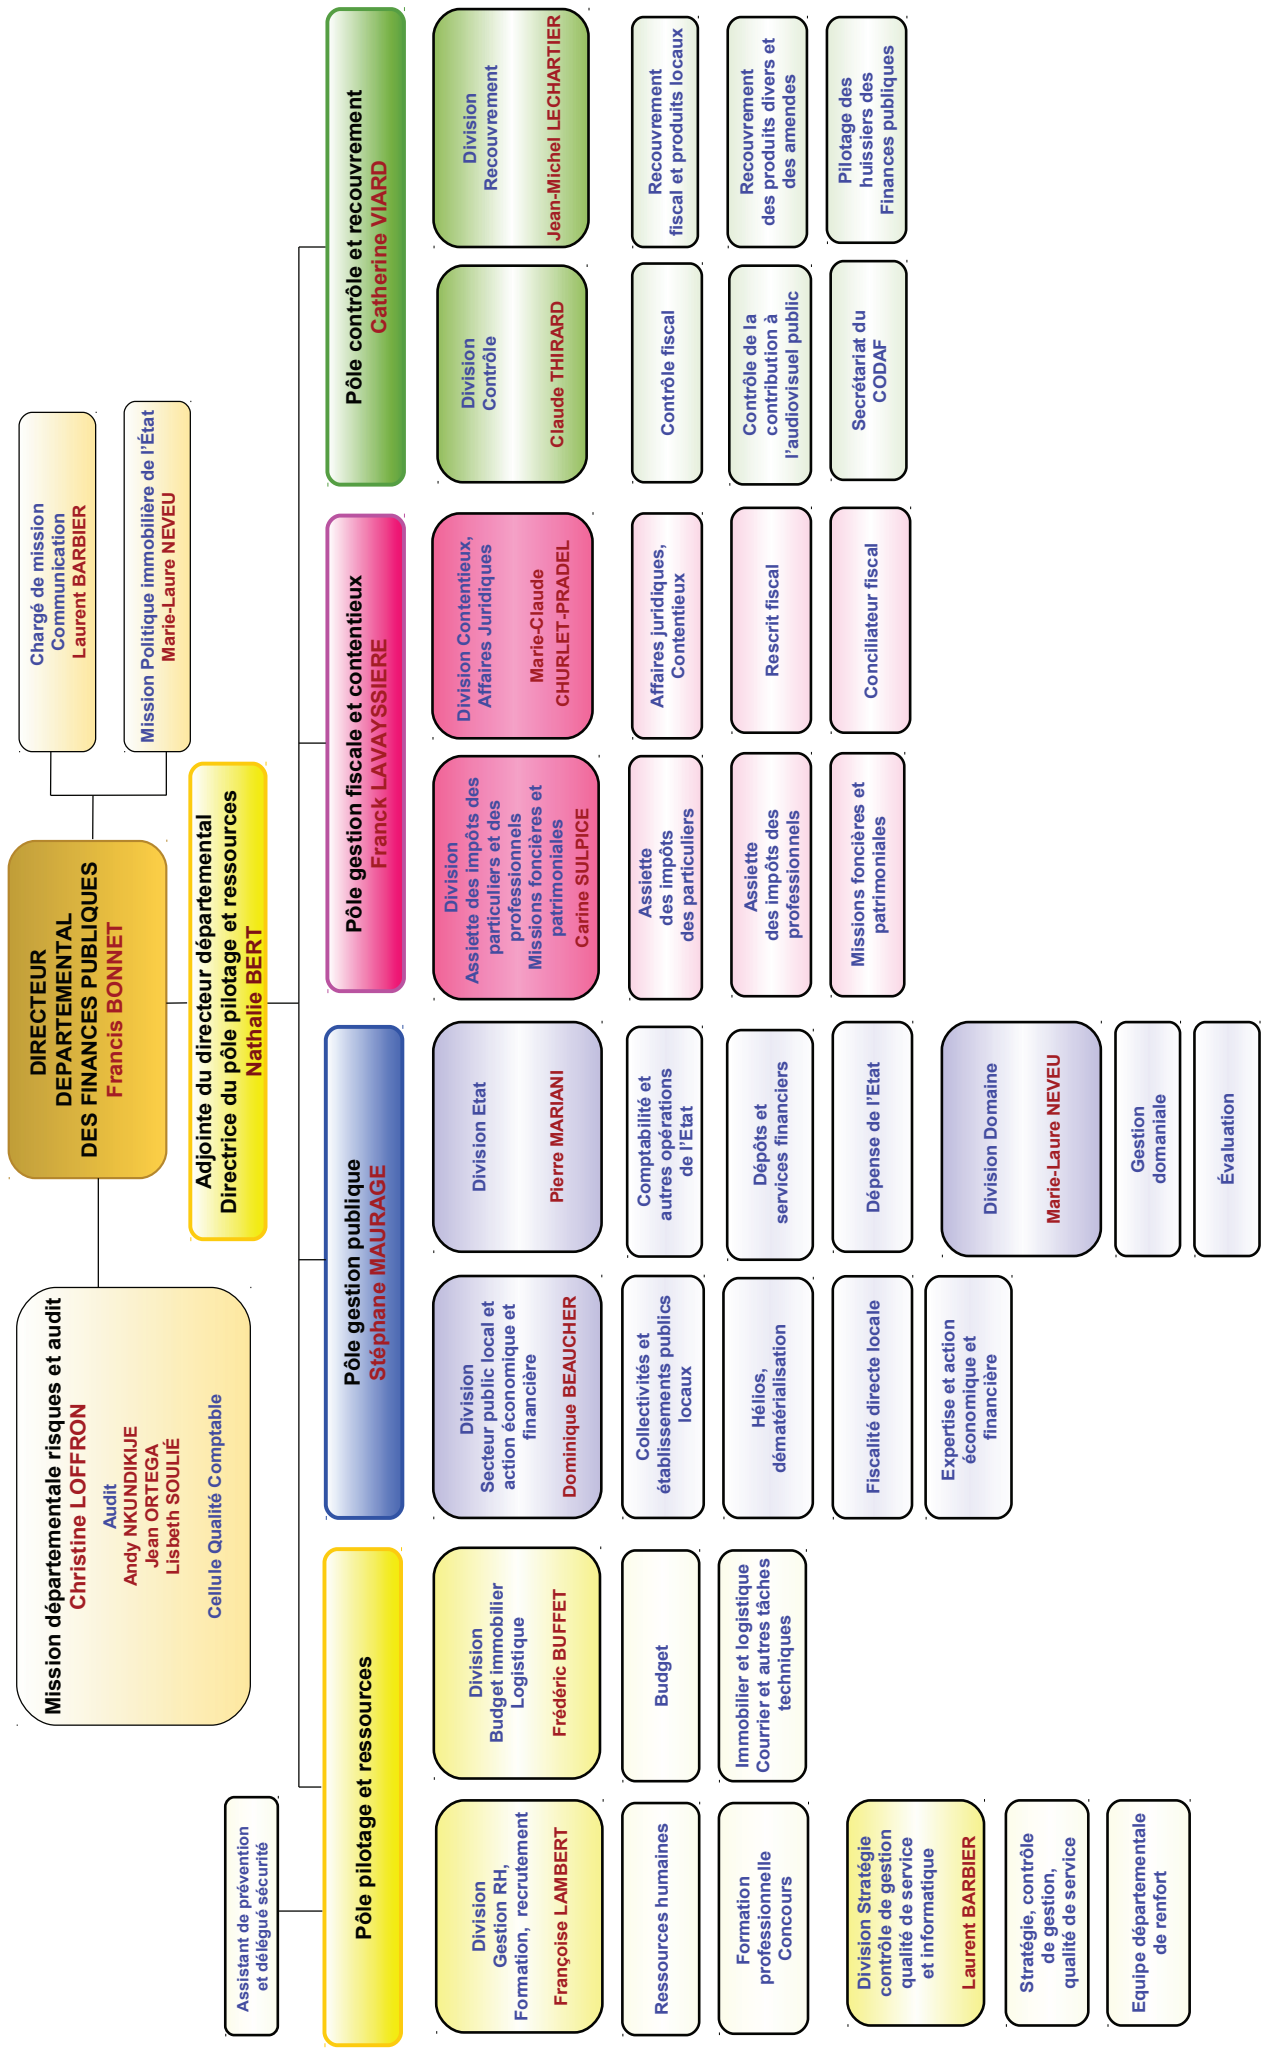 DIRECTEUR
DEPARTEMENTAL
DES FINANCES PUBLIQUES
Francis BONNET
Chargé de mission
Communication
Laurent BARBIER
Mission Politique immobilière de l'État
Marie-Laure NEVEU
Mission départementale risques et audit
Christine LOFFRON
Audit
Andy NKUNDIKIJE
Jean ORTEGA
Lisbeth SOULIÉ
Cellule Qualité Comptable
Adjointe du directeur départemental
Directrice du pôle pilotage et ressources
Nathalie BERT
Assistant de prévention
et délégué sécurité
Pôle pilotage et ressources
Division
Gestion RH,
Formation, recrutement
Françoise LAMBERT
Ressources humaines
Formation
professionnelle
Concours
Division Stratégie
contrôle de gestion
qualité de service
et informatique
Laurent BARBIER
Stratégie, contrôle
de gestion,
qualité de service
Equipe départementale
de renfort
Division
Budget immobilier
Logistique
Frédéric BUFFET
Budget
Immobilier et logistique
Courrier et autres tâches
techniques
Pôle gestion publique
Stéphane MAURAGE
Division
Secteur public local et
action économique et
financière
Dominique BEAUCHER
Collectivités et
établissements publics
locaux
Hélios,
dématérialisation
Fiscalité directe locale
Expertise et action
économique et
financière
Division Etat
Pierre MARIANI
Comptabilité et
autres opérations
de l'Etat
Dépôts et
services financiers
Dépense de l'Etat
Division Domaine
Marie-Laure NEVEU
Gestion
domaniale
Évaluation
Pôle gestion fiscale et contentieux
Franck LAVAYSSIERE
Division
Assiette des impôts des
particuliers et des
professionnels
Missions foncières et
patrimoniales
Carine SULPICE
Assiette
des impôts
des particuliers
Assiette
des impôts des
professionnels
Missions foncières et
patrimoniales
Division Contentieux,
Affaires Juridiques
Marie-Claude
CHURLET-PRADEL
Affaires juridiques,
Contentieux
Rescrit fiscal
Conciliateur fiscal
Pôle contrôle et recouvrement
Catherine VIARD
Division
Contrôle
Claude THIRARD
Contrôle fiscal
Contrôle de la
contribution à
l'audiovisuel public
Secrétariat du
CODAF
Division
Recouvrement
Jean-Michel LECHARTIER
Recouvrement
fiscal et produits locaux
Recouvrement
des produits divers et
des amendes
Pilotage des
huissiers des
Finances publiques